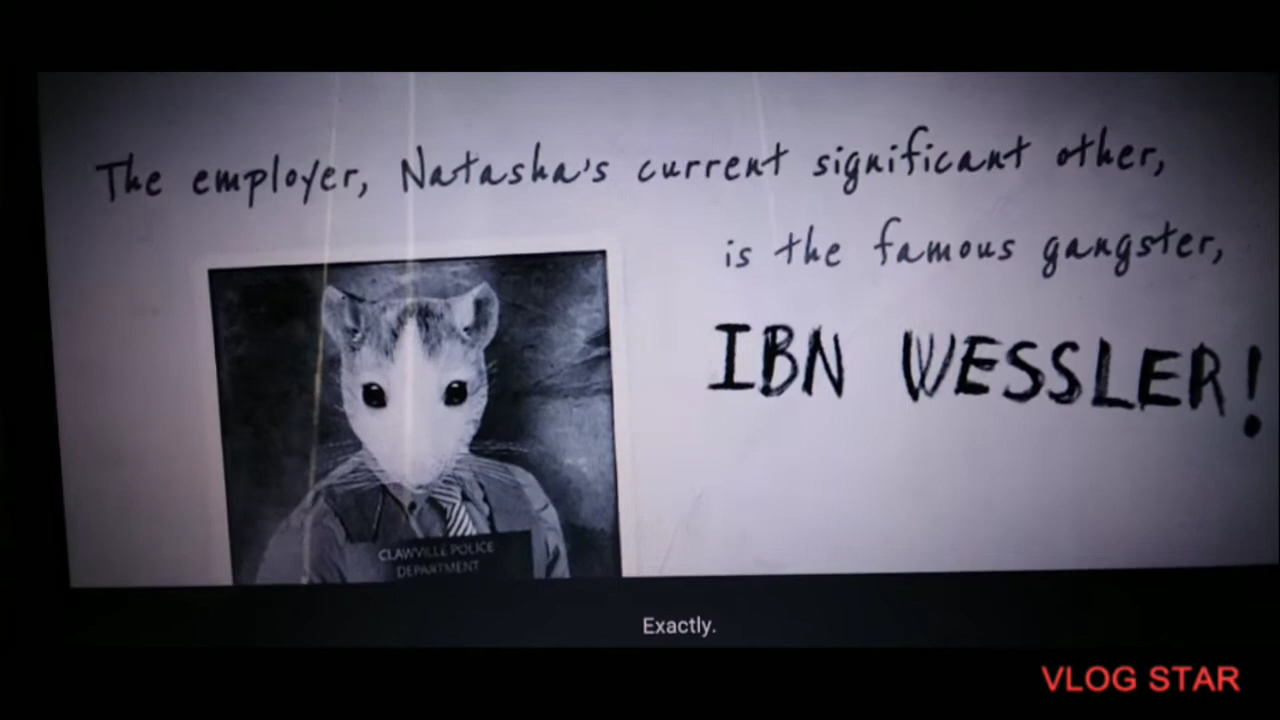 The employer, Natasha's current significant other,
is the famous gangster,
IBN WESSLER!
CLAWVILLE POLICE
DEPARTMENT
Exactly.
VLOG STAR